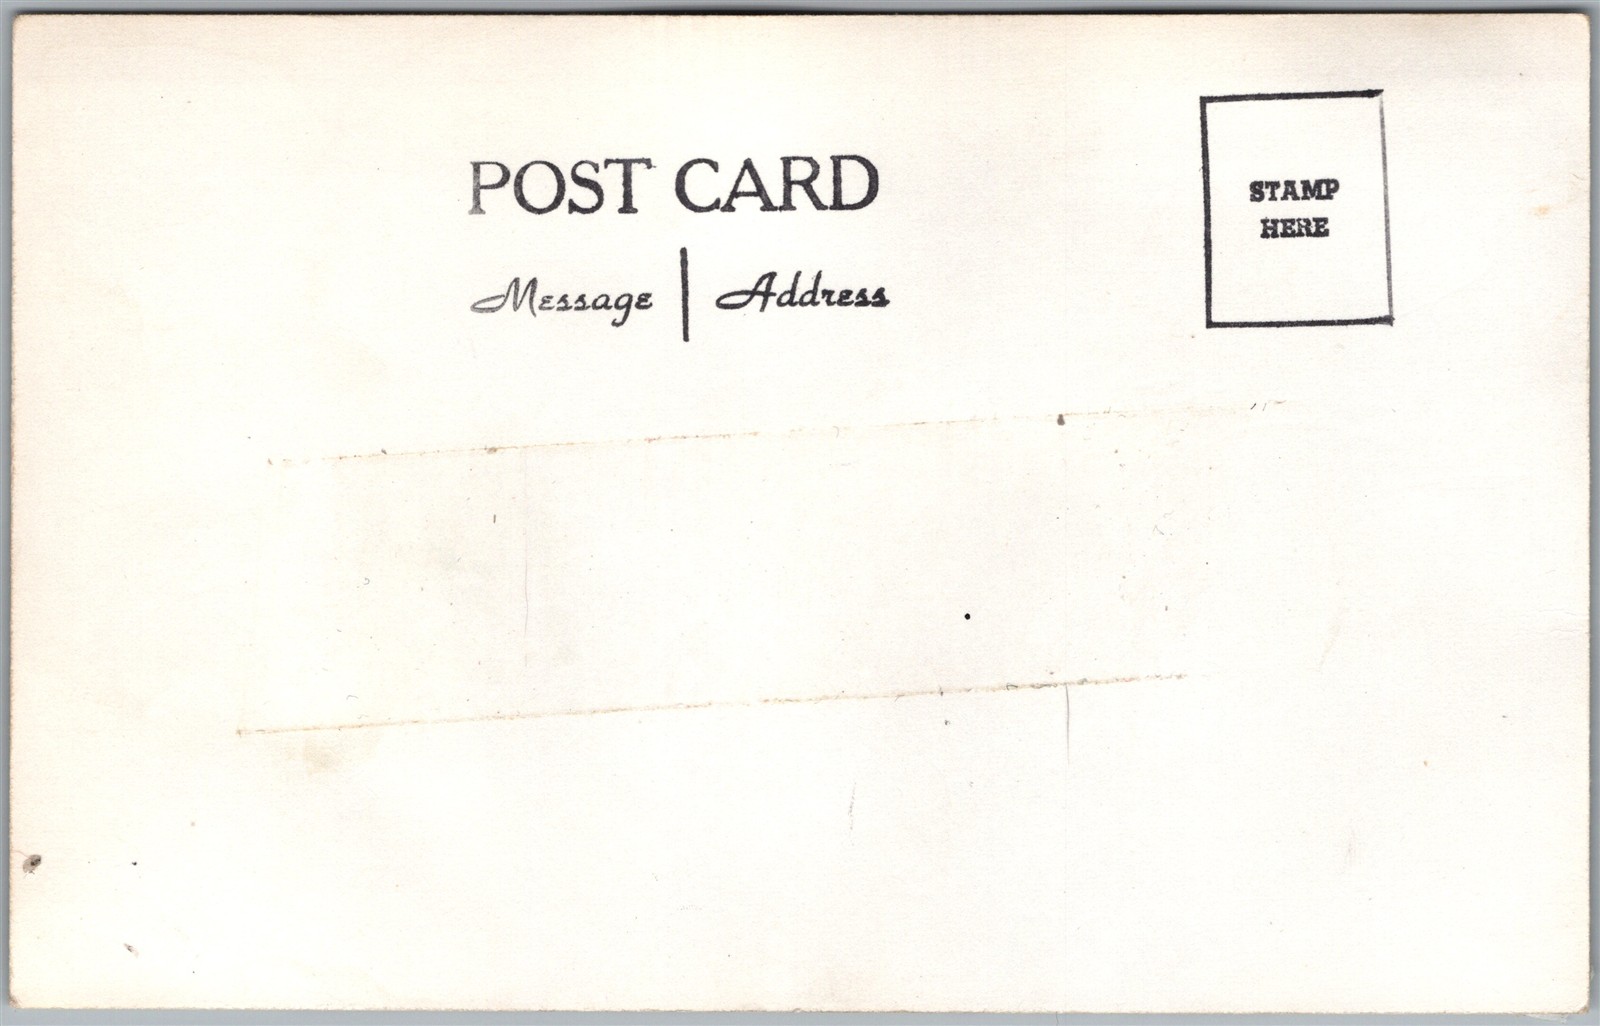 POST CARD
Message | Address
STAMP
HERE